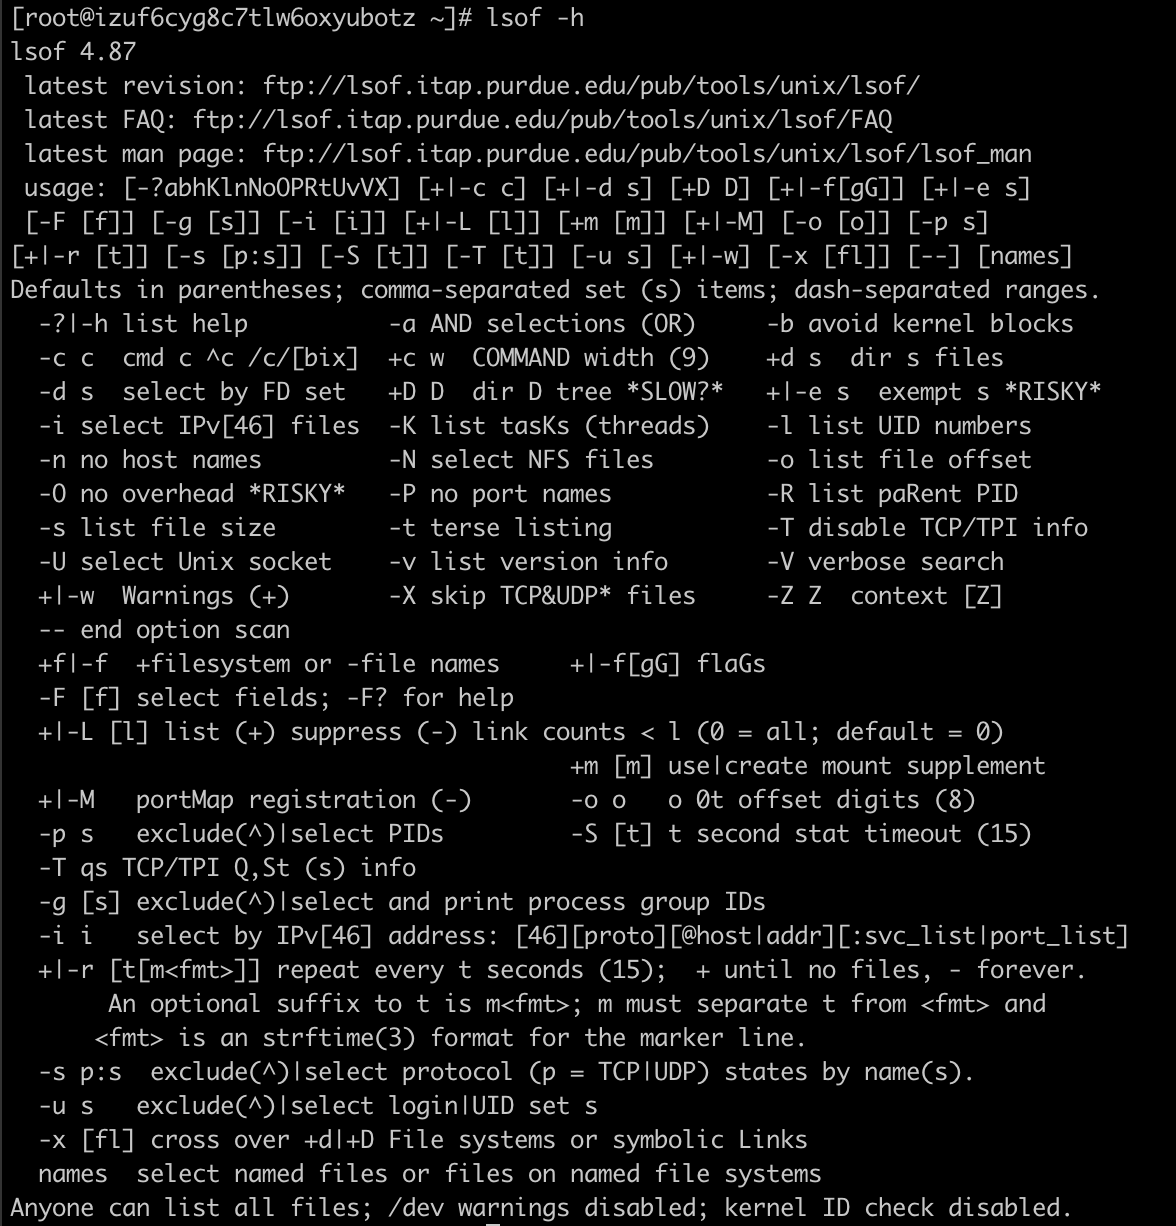 [root@izuf6cyg8c7tlw6oxyubotz ~]# lsof -h
lsof 4.87
 latest revision: ftp://lsof.itap.purdue.edu/pub/tools/unix/lsof/
 latest FAQ: ftp://lsof.itap.purdue.edu/pub/tools/unix/lsof/FAQ
 latest man page: ftp://lsof.itap.purdue.edu/pub/tools/unix/lsof/lsof_man
 usage: [-?abhKlnNoOPRtUvVX] [+|-c c] [+|-d s] [+D D] [+|-f[gG]] [+|-e s]
 [-F [f]] [-g [s]] [-i [i]] [+|-L [l]] [+m [m]] [+|-M] [-o [o]] [-p s]
[+|-r [t]] [-s [p:s]] [-S [t]] [-T [t]] [-u s] [+|-w] [-x [fl]] [--] [names]
Defaults in parentheses; comma-separated set (s) items; dash-separated ranges.
  -?|-h list help          -a AND selections (OR)     -b avoid kernel blocks
  -c c  cmd c ^c /c/[bix]  +c w  COMMAND width (9)    +d s  dir s files
  -d s  select by FD set   +D D  dir D tree *SLOW?*   +|-e s  exempt s *RISKY*
  -i select IPv[46] files  -K list tasKs (threads)    -l list UID numbers
  -n no host names         -N select NFS files        -o list file offset
  -O no overhead *RISKY*   -P no port names           -R list paRent PID
  -s list file size        -t terse listing           -T disable TCP/TPI info
  -U select Unix socket    -v list version info       -V verbose search
  +|-w  Warnings (+)       -X skip TCP&UDP* files     -Z Z  context [Z]
  -- end option scan
  +f|-f  +filesystem or -file names     +|-f[gG] flaGs
  -F [f] select fields; -F? for help
  +|-L [l] list (+) suppress (-) link counts < l (0 = all; default = 0)
                                        +m [m] use|create mount supplement
  +|-M   portMap registration (-)       -o o   o 0t offset digits (8)
  -p s   exclude(^)|select PIDs         -S [t] t second stat timeout (15)
  -T qs TCP/TPI Q,St (s) info
  -g [s] exclude(^)|select and print process group IDs
  -i i   select by IPv[46] address: [46][proto][@host|addr][:svc_list|port_list]
  +|-r [t[m<fmt>]] repeat every t seconds (15);  + until no files, - forever.
       An optional suffix to t is m<fmt>; m must separate t from <fmt> and
      <fmt> is an strftime(3) format for the marker line.
  -s p:s  exclude(^)|select protocol (p = TCP|UDP) states by name(s).
  -u s   exclude(^)|select login|UID set s
  -x [fl] cross over +d|+D File systems or symbolic Links
  names  select named files or files on named file systems
Anyone can list all files; /dev warnings disabled; kernel ID check disabled.